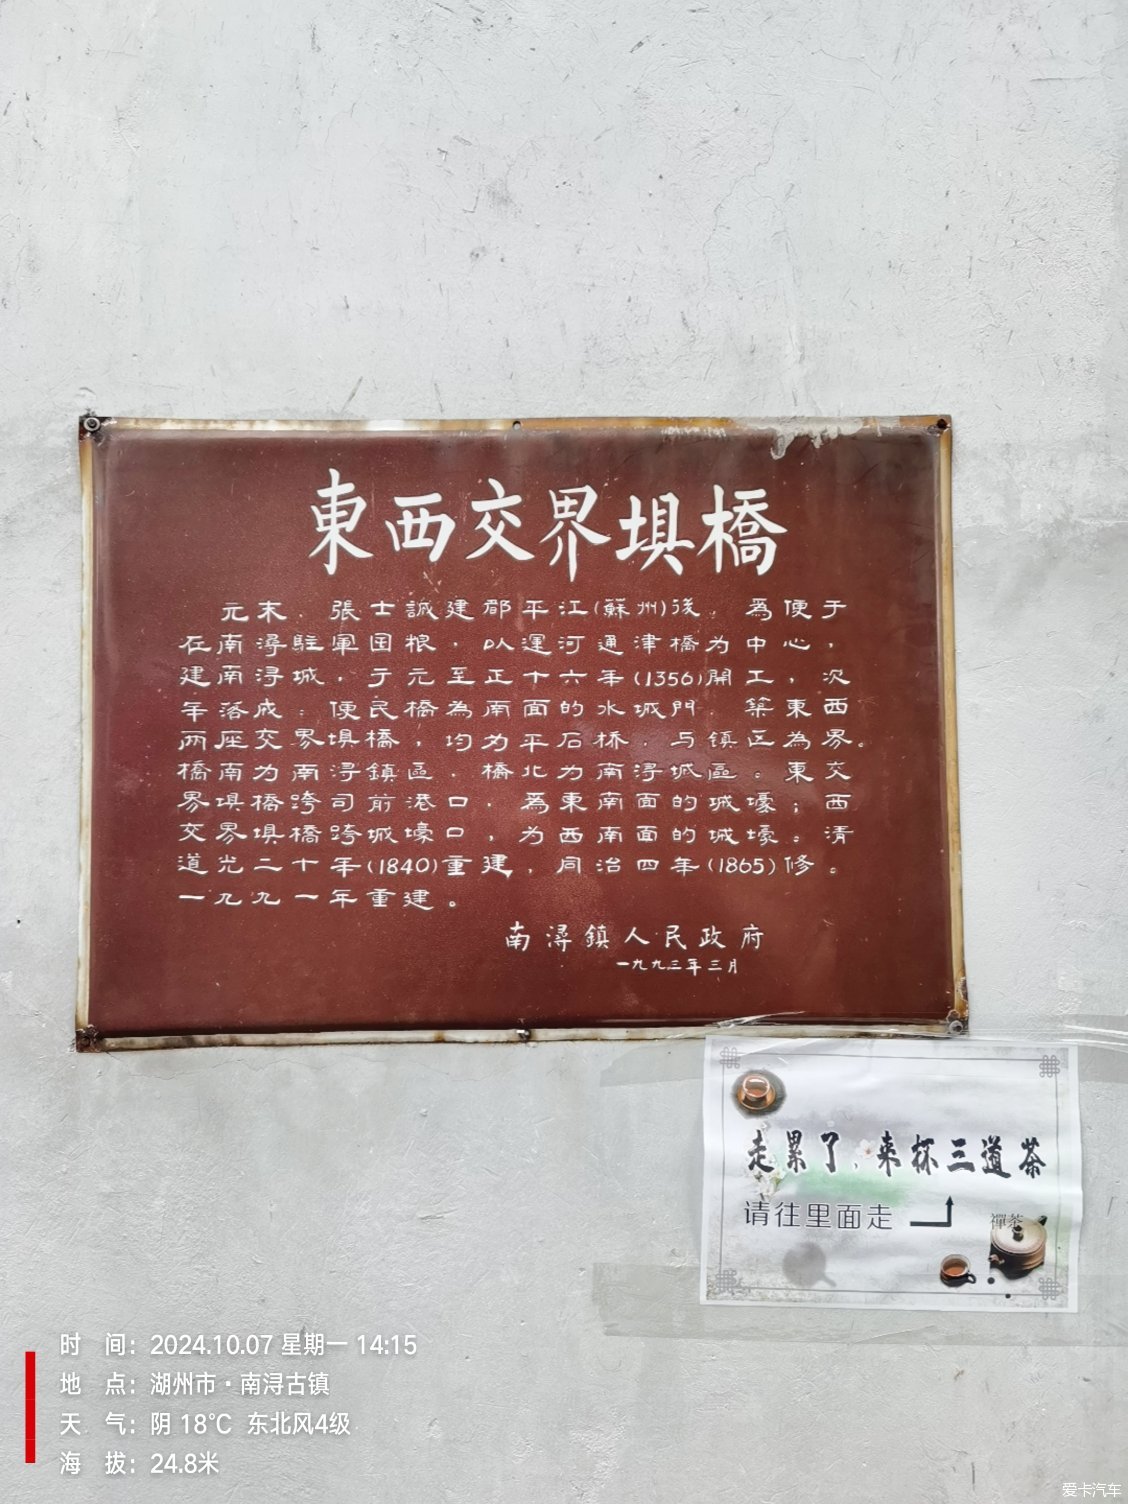 東西交界垻橋
元末，張士誠建都平江(蘇州)後，為便于
在南潯駐軍囤根，以運河通津橋为中心，
建南浔城，于元至正十六年(1356)開工，次
年落成。便民橋為南面的水城門，築東西
两座交界垻橋，均为平石桥，与镇区為界。
橋南为南浔鎮區，橋北为南浔城區。東交
界垻橋跨司前港口，為東南面的城壕；西
交界垻橋跨城壕口，为西南面的城壕。清
道光二十年(1840)重建，同治四年(1865)修。
一九九一年重建。
南潯鎮人民政府
一九九三年三月
走累了，来杯三道茶
请往里面走
禪茶
时 间：2024.10.07 星期一 14:15
地 点：湖州市·南浔古镇
天 气：阴 18℃ 东北风4级
海 拔：24.8米
爱卡汽车